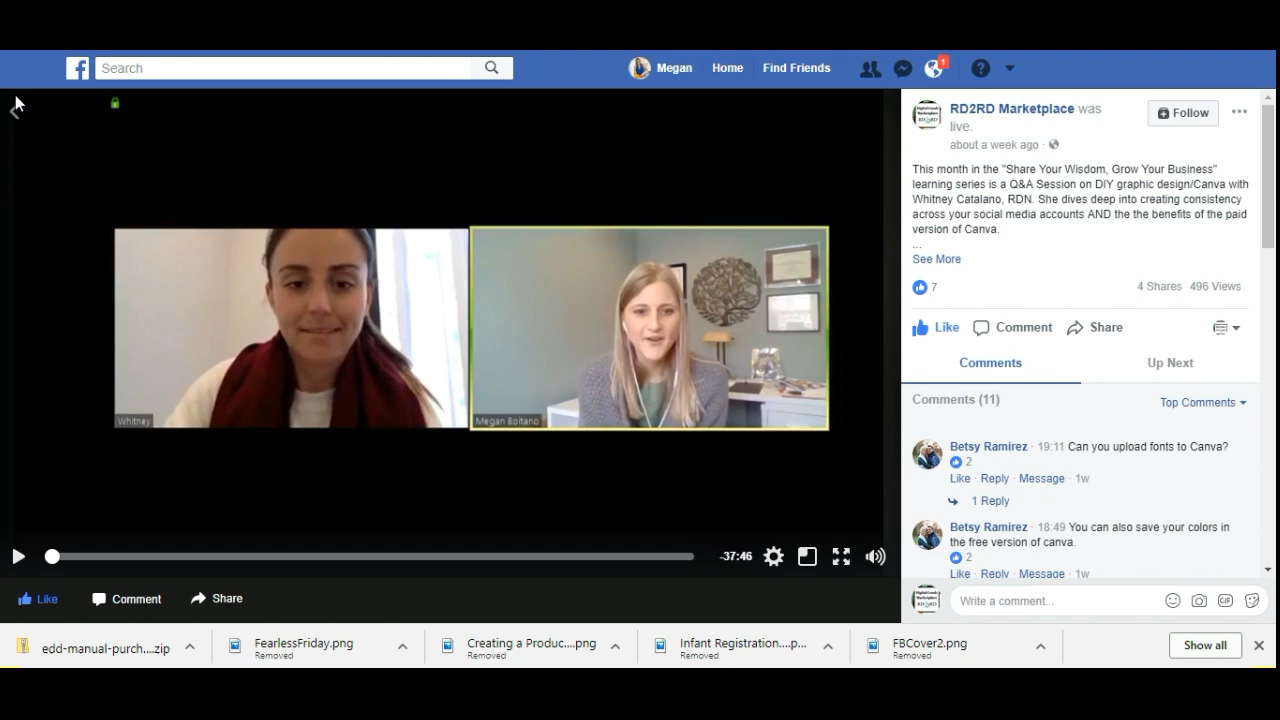 Search
Megan
Home
Find Friends
1
RD2RD Marketplace was
live.
about a week ago ·
Follow
This month in the "Share Your Wisdom, Grow Your Business"
learning series is a Q&A Session on DIY graphic design/Canva with
Whitney Catalano, RDN. She dives deep into creating consistency
across your social media accounts AND the the benefits of the paid
version of Canva.
...
See More
7
4 Shares 496 Views
Like Comment Share
Comments Up Next
Comments (11)
Top Comments
Betsy Ramirez · 19:11 Can you upload fonts to Canva?
2
Like · Reply · Message · 1w
1 Reply
Betsy Ramirez · 18:49 You can also save your colors in
the free version of canva.
2
Like · Reply · Message · 1w
Write a comment...
GIF
Whitney
Megan Boitano
-37:46
Like Comment Share
edd-manual-purch....zip
FearlessFriday.png
Removed
Creating a Produc....png
Removed
Infant Registration....p...
Removed
FBCover2.png
Removed
Show all